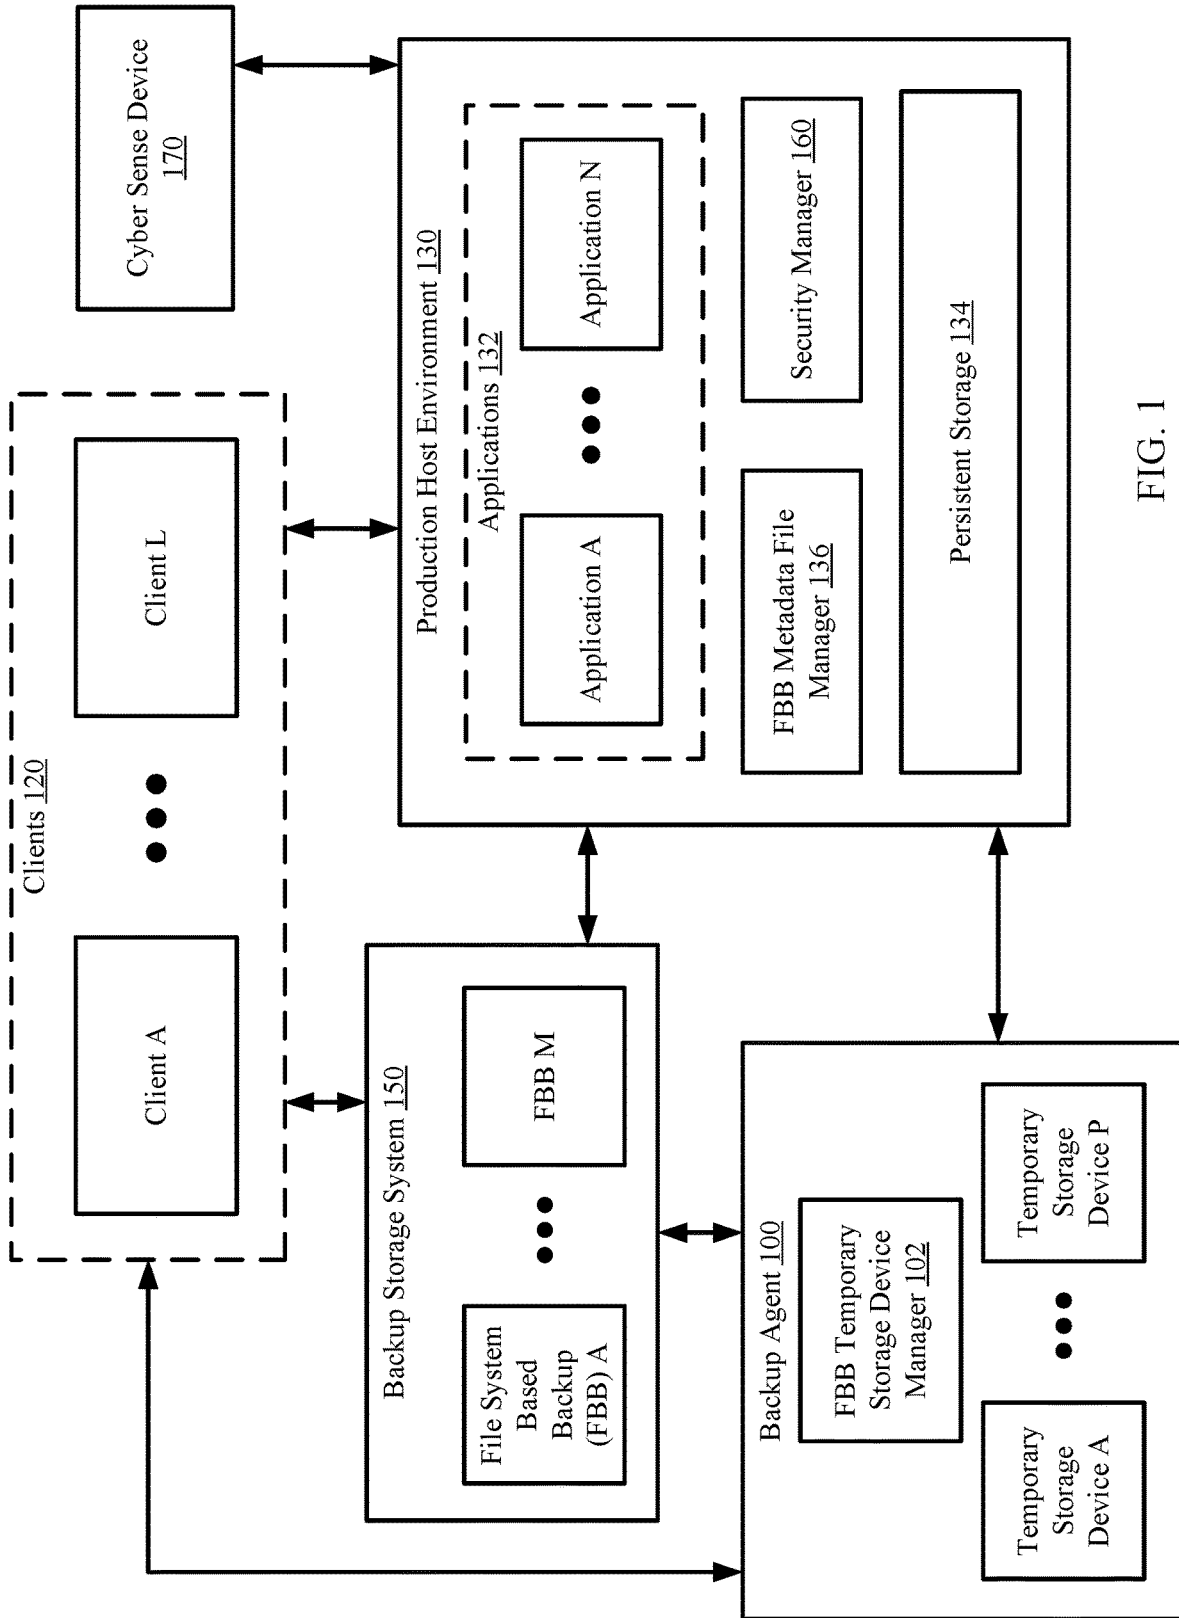 Clients 120
Client A
Client L
Cyber Sense Device
170
Backup Storage System 150
File System
Based
Backup
(FBB) A
FBB M
Production Host Environment 130
Applications 132
Application A
Application N
FBB Metadata File
Manager 136
Security Manager 160
Persistent Storage 134
Backup Agent 100
FBB Temporary
Storage Device
Manager 102
Temporary
Storage
Device A
Temporary
Storage
Device P
FIG. 1